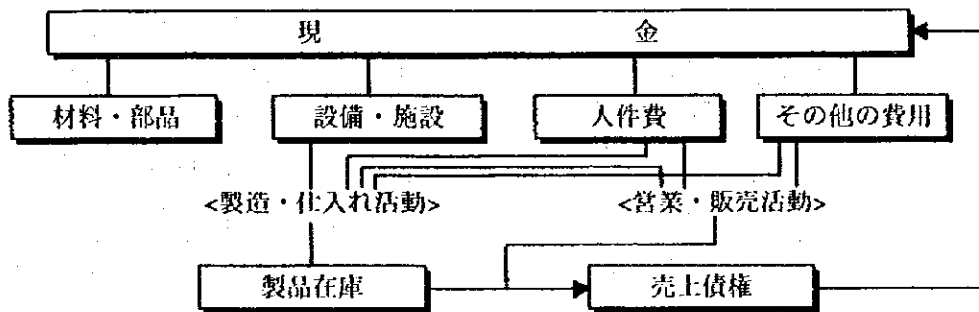 現金
材料・部品 設備・施設 人件費 その他の費用
<製造・仕入れ活動> <営業・販売活動>
製品在庫 売上債権